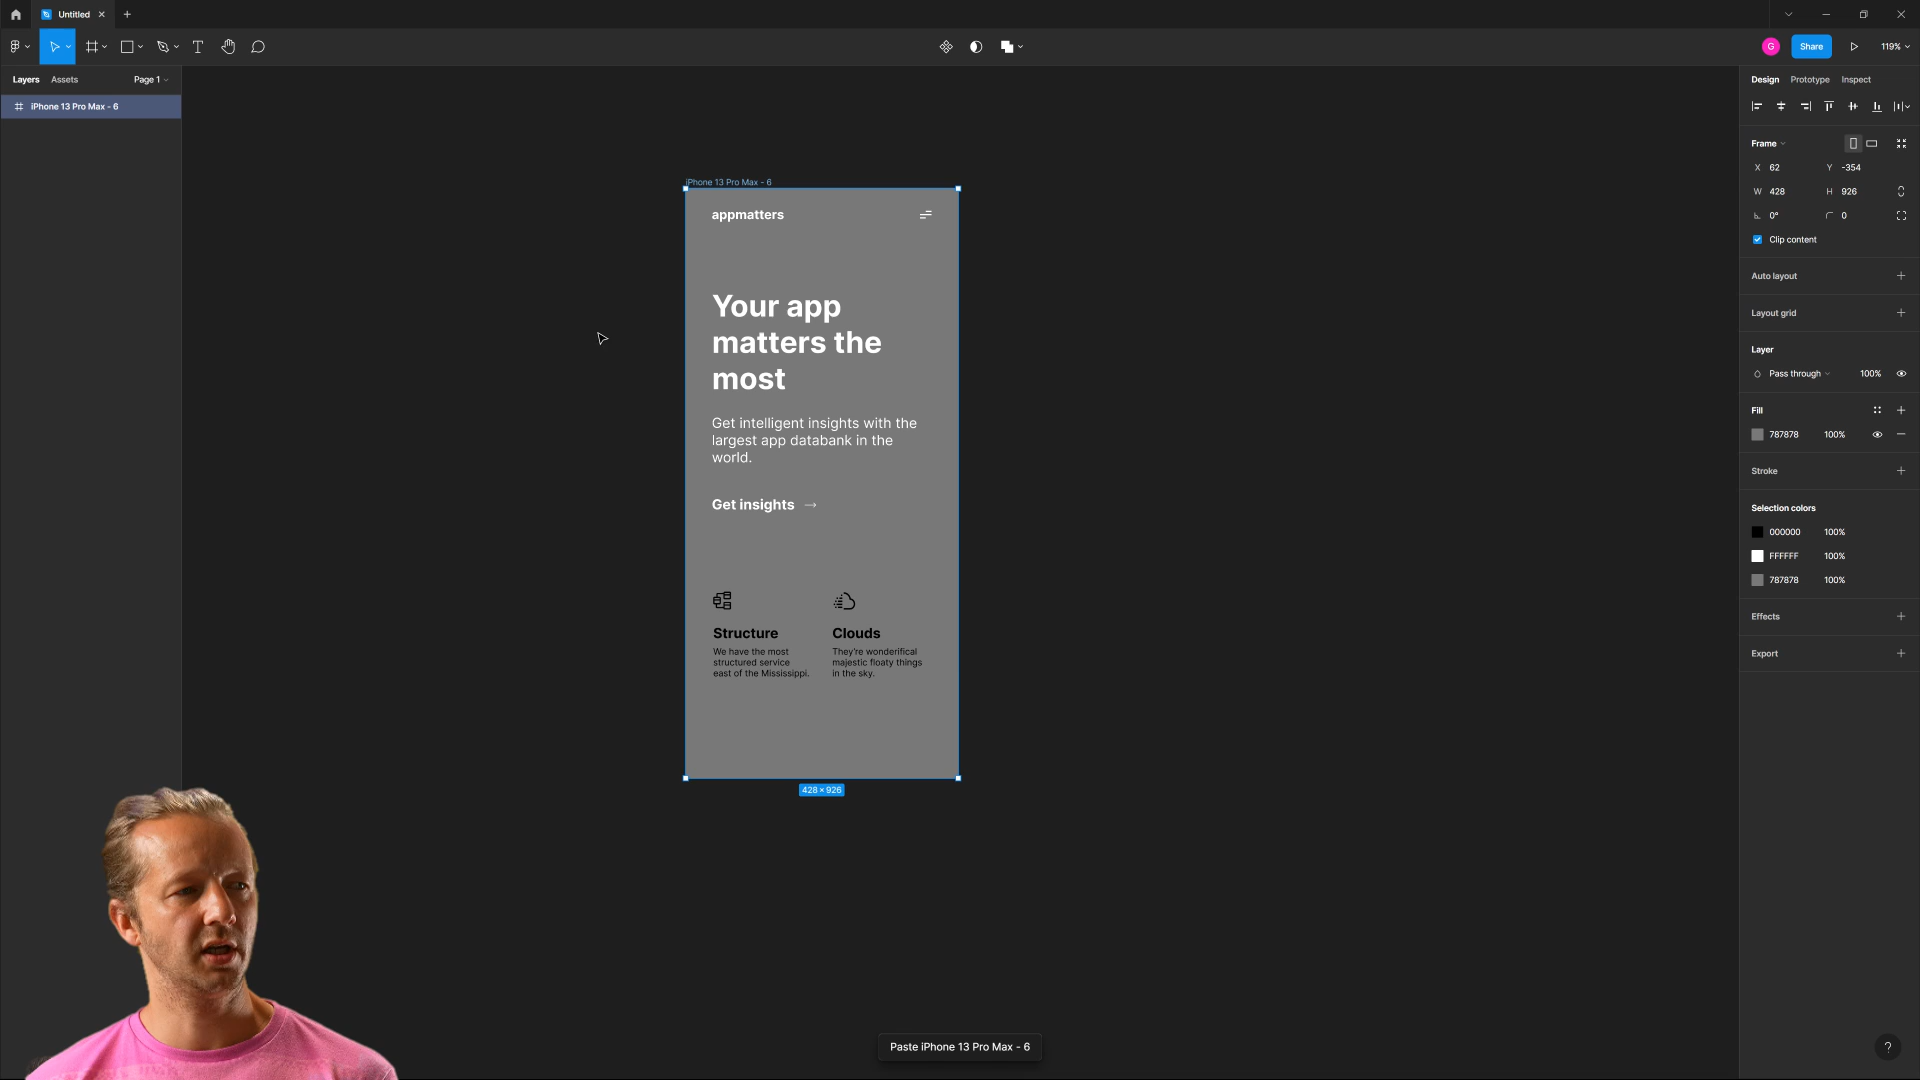 Untitled
Share
119%
G
Layers
Assets
Page 1
iPhone 13 Pro Max - 6
Design
Prototype
Inspect
Frame
X 62
Y -354
W 428
H 926
0°
0
Clip content
Auto layout
Layout grid
Layer
Pass through
100%
Fill
787878
100%
Stroke
Selection colors
000000
100%
FFFFFF
100%
787878
100%
Effects
Export
iPhone 13 Pro Max - 6
appmatters
Your app
matters the
most
Get intelligent insights with the
largest app databank in the
world.
Get insights →
Structure
We have the most
structured service
east of the Mississippi.
Clouds
They're wonderifical
majestic floaty things
in the sky.
428 × 926
Paste iPhone 13 Pro Max - 6
?